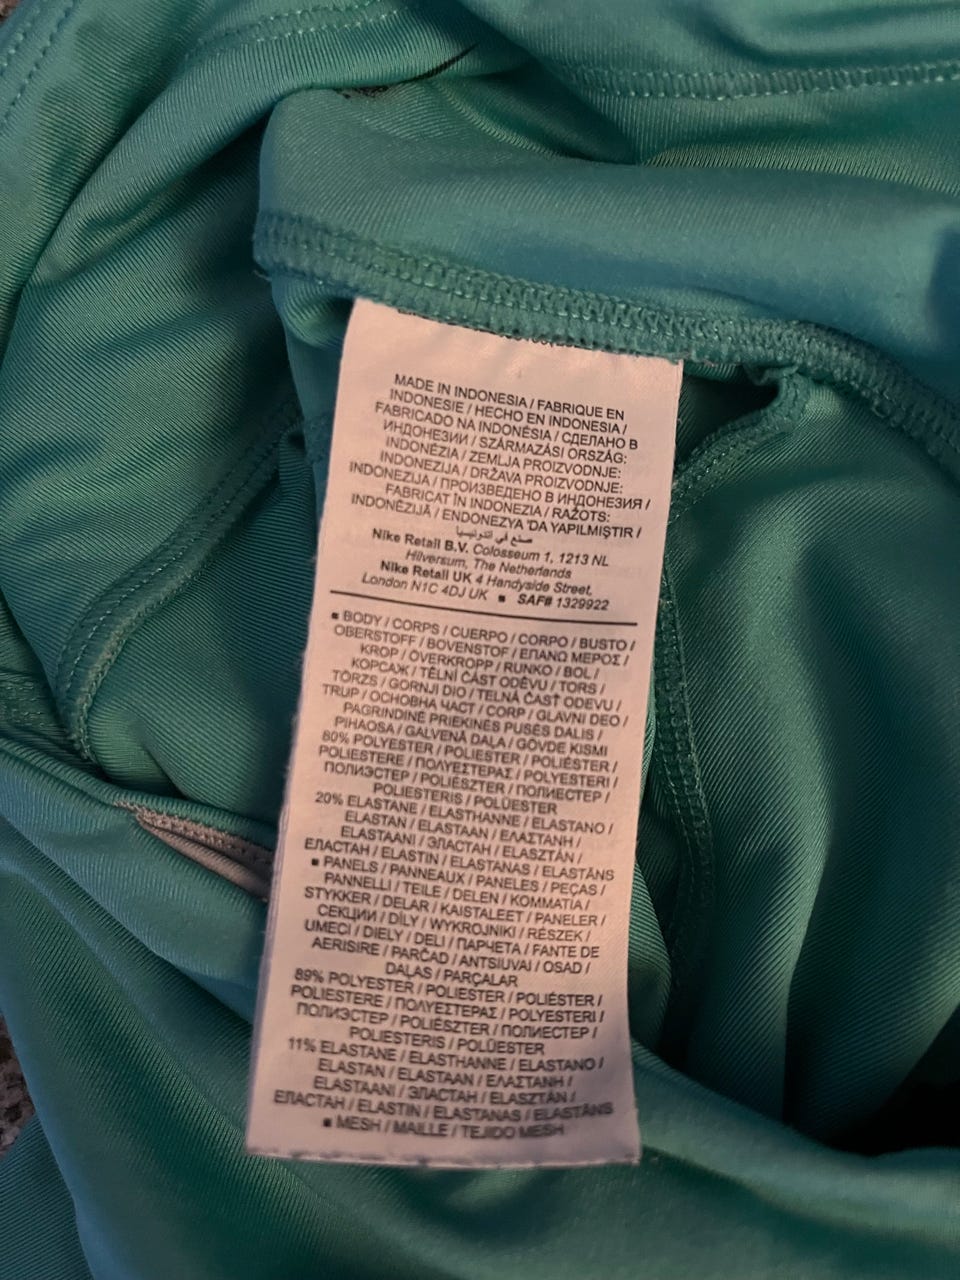 MADE IN INDONESIA / FABRIQUE EN
INDONESIE / HECHO EN INDONESIA /
FABRICADO NA INDONÉSIA / СДЕЛАНО В
ИНДОНЕЗИИ / SZÁRMAZÁSI ORSZÁG:
INDONÉZIA / ZEMLJA PROIZVODNJE:
INDONEZIJA / DRŽAVA PROIZVODNJE:
INDONEZIJA / ПРОИЗВЕДЕНО В ИНДОНЕЗИЯ /
FABRICAT ÎN INDONEZIA / RAŽOTS:
INDONĒZIJĀ / ENDONEZYA 'DA YAPILMIŞTIR /
صنع في اندونيسيا
Nike Retail B.V. Colosseum 1, 1213 NL
Hilversum, The Netherlands
Nike Retail UK 4 Handyside Street,
London N1C 4DJ UK ■ SAF# 1329922
■ BODY / CORPS / CUERPO / CORPO / BUSTO /
OBERSTOFF / BOVENSTOF / ΕΠΑΝΩ ΜΕΡΟΣ /
KROP / OVERKROPP / RUNKO / BOL /
КОРСАЖ / TĚLNÍ ČÁST ODĚVU / TORS /
TÖRZS / GORNJI DIO / TELNÁ ČASŤ ODEVU /
TRUP / ОСНОВНА ЧАСТ / CORP / GLAVNI DEO /
PAGRINDINĖ PRIEKINĖS PUSĖS DALIS /
PIHAOSA / GALVENĀ DAĻA / GÖVDE KISMI
80% POLYESTER / POLIESTER / POLIÉSTER /
POLIESTERE / ΠΟΛΥΕΣΤΕΡΑΣ / POLYESTERI /
ПОЛИЭСТЕР / POLIÉSZTER / ПОЛИЕСТЕР /
POLIESTERIS / POLÜESTER
20% ELASTANE / ELASTHANNE / ELASTANO /
ELASTAN / ELASTAAN / ΕΛΑΣΤΑΝΗ /
ELASTAANI / ЭЛАСТАН / ELASZTÁN /
ЕЛАСТАН / ELASTIN / ELASTANAS / ELASTĀNS
■ PANELS / PANNEAUX / PANELES / PEÇAS /
PANNELLI / TEILE / DELEN / ΚΟΜΜΑΤΙΑ /
STYKKER / DELAR / KAISTALEET / PANELER /
СЕКЦИИ / DÍLY / WYKROJNIKI / RÉSZEK /
UMECI / DIELY / DELI / ПАРЧЕТА / FANTE DE
AERISIRE / PARČAD / ANTSIUVAI / OSAD /
DAĻAS / PARÇALAR
89% POLYESTER / POLIESTER / POLIÉSTER /
POLIESTERE / ΠΟΛΥΕΣΤΕΡΑΣ / POLYESTERI /
ПОЛИЭСТЕР / POLIÉSZTER / ПОЛИЕСТЕР /
POLIESTERIS / POLÜESTER
11% ELASTANE / ELASTHANNE / ELASTANO /
ELASTAN / ELASTAAN / ΕΛΑΣΤΑΝΗ /
ELASTAANI / ЭЛАСТАН / ELASZTÁN /
ЕЛАСТАН / ELASTIN / ELASTANAS / ELASTĀNS
■ MESH / MAILLE / TEJIDO MESH